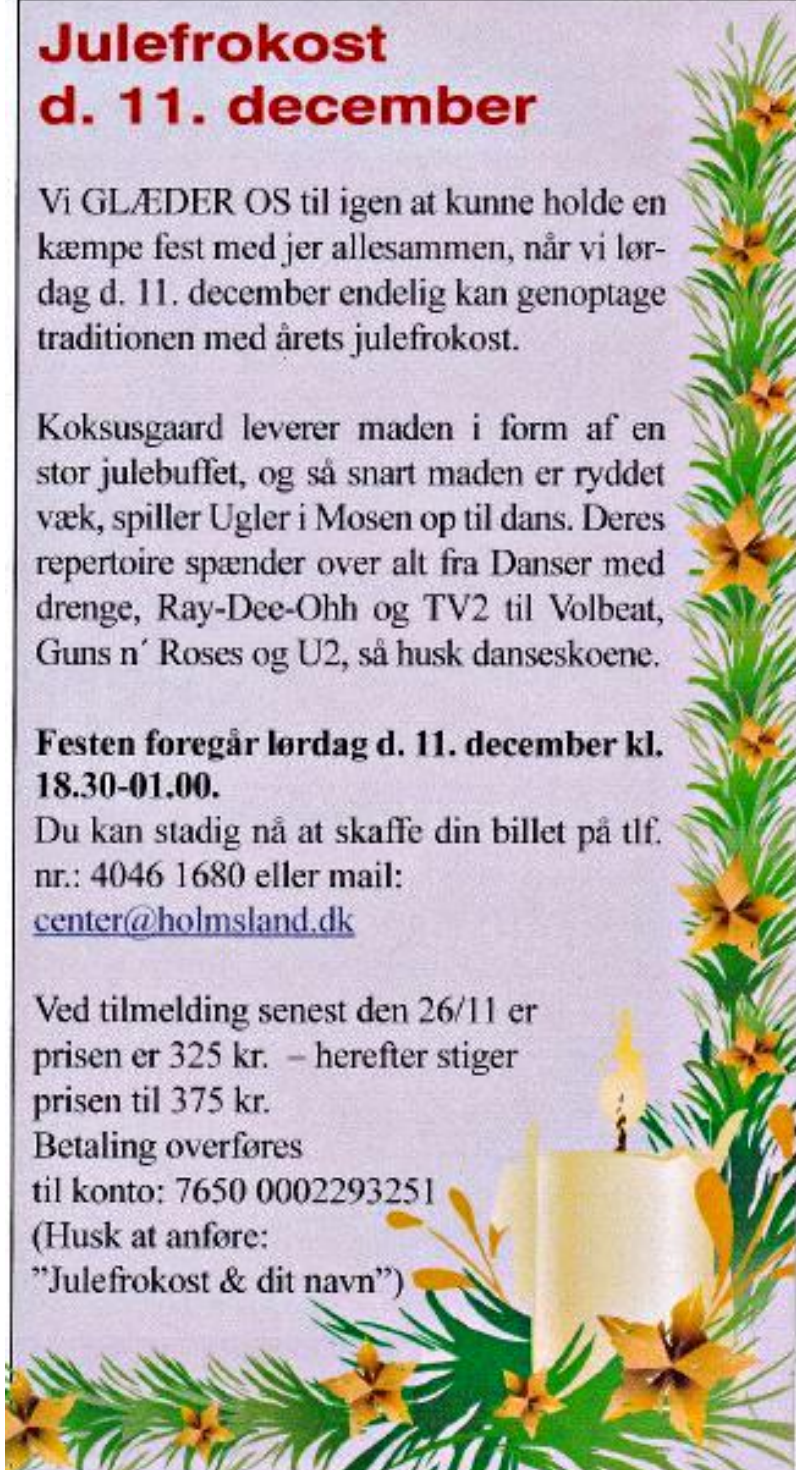 Julefrokost
d. 11. december
Vi GLÆDER OS til igen at kunne holde en
kæmpe fest med jer allesammen, når vi lør-
dag d. 11. december endelig kan genoptage
traditionen med årets julefrokost.
Koksusgaard leverer maden i form af en
stor julebuffet, og så snart maden er ryddet
væk, spiller Ugler i Mosen op til dans. Deres
repertoire spænder over alt fra Danser med
drenge, Ray-Dee-Ohh og TV2 til Volbeat,
Guns n´ Roses og U2, så husk danseskoene.
Festen foregår lørdag d. 11. december kl.
18.30-01.00.
Du kan stadig nå at skaffe din billet på tlf.
nr.: 4046 1680 eller mail:
center@holmsland.dk
Ved tilmelding senest den 26/11 er
prisen er 325 kr. – herefter stiger
prisen til 375 kr.
Betaling overføres
til konto: 7650 0002293251
(Husk at anføre:
”Julefrokost & dit navn”)